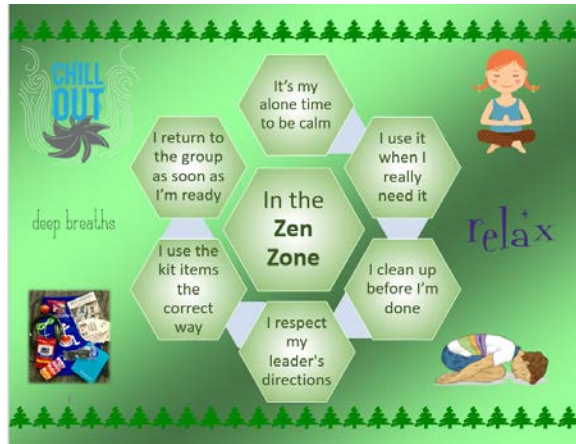 CHILL
OUT
It's my
alone time
to be calm
I return to
the group
as soon as
I'm ready
I use it
when I
really
need it
In the
Zen
Zone
deep breaths
relax
I use the
kit items
the
correct
way
I clean up
before I'm
done
I respect
my
leader's
directions